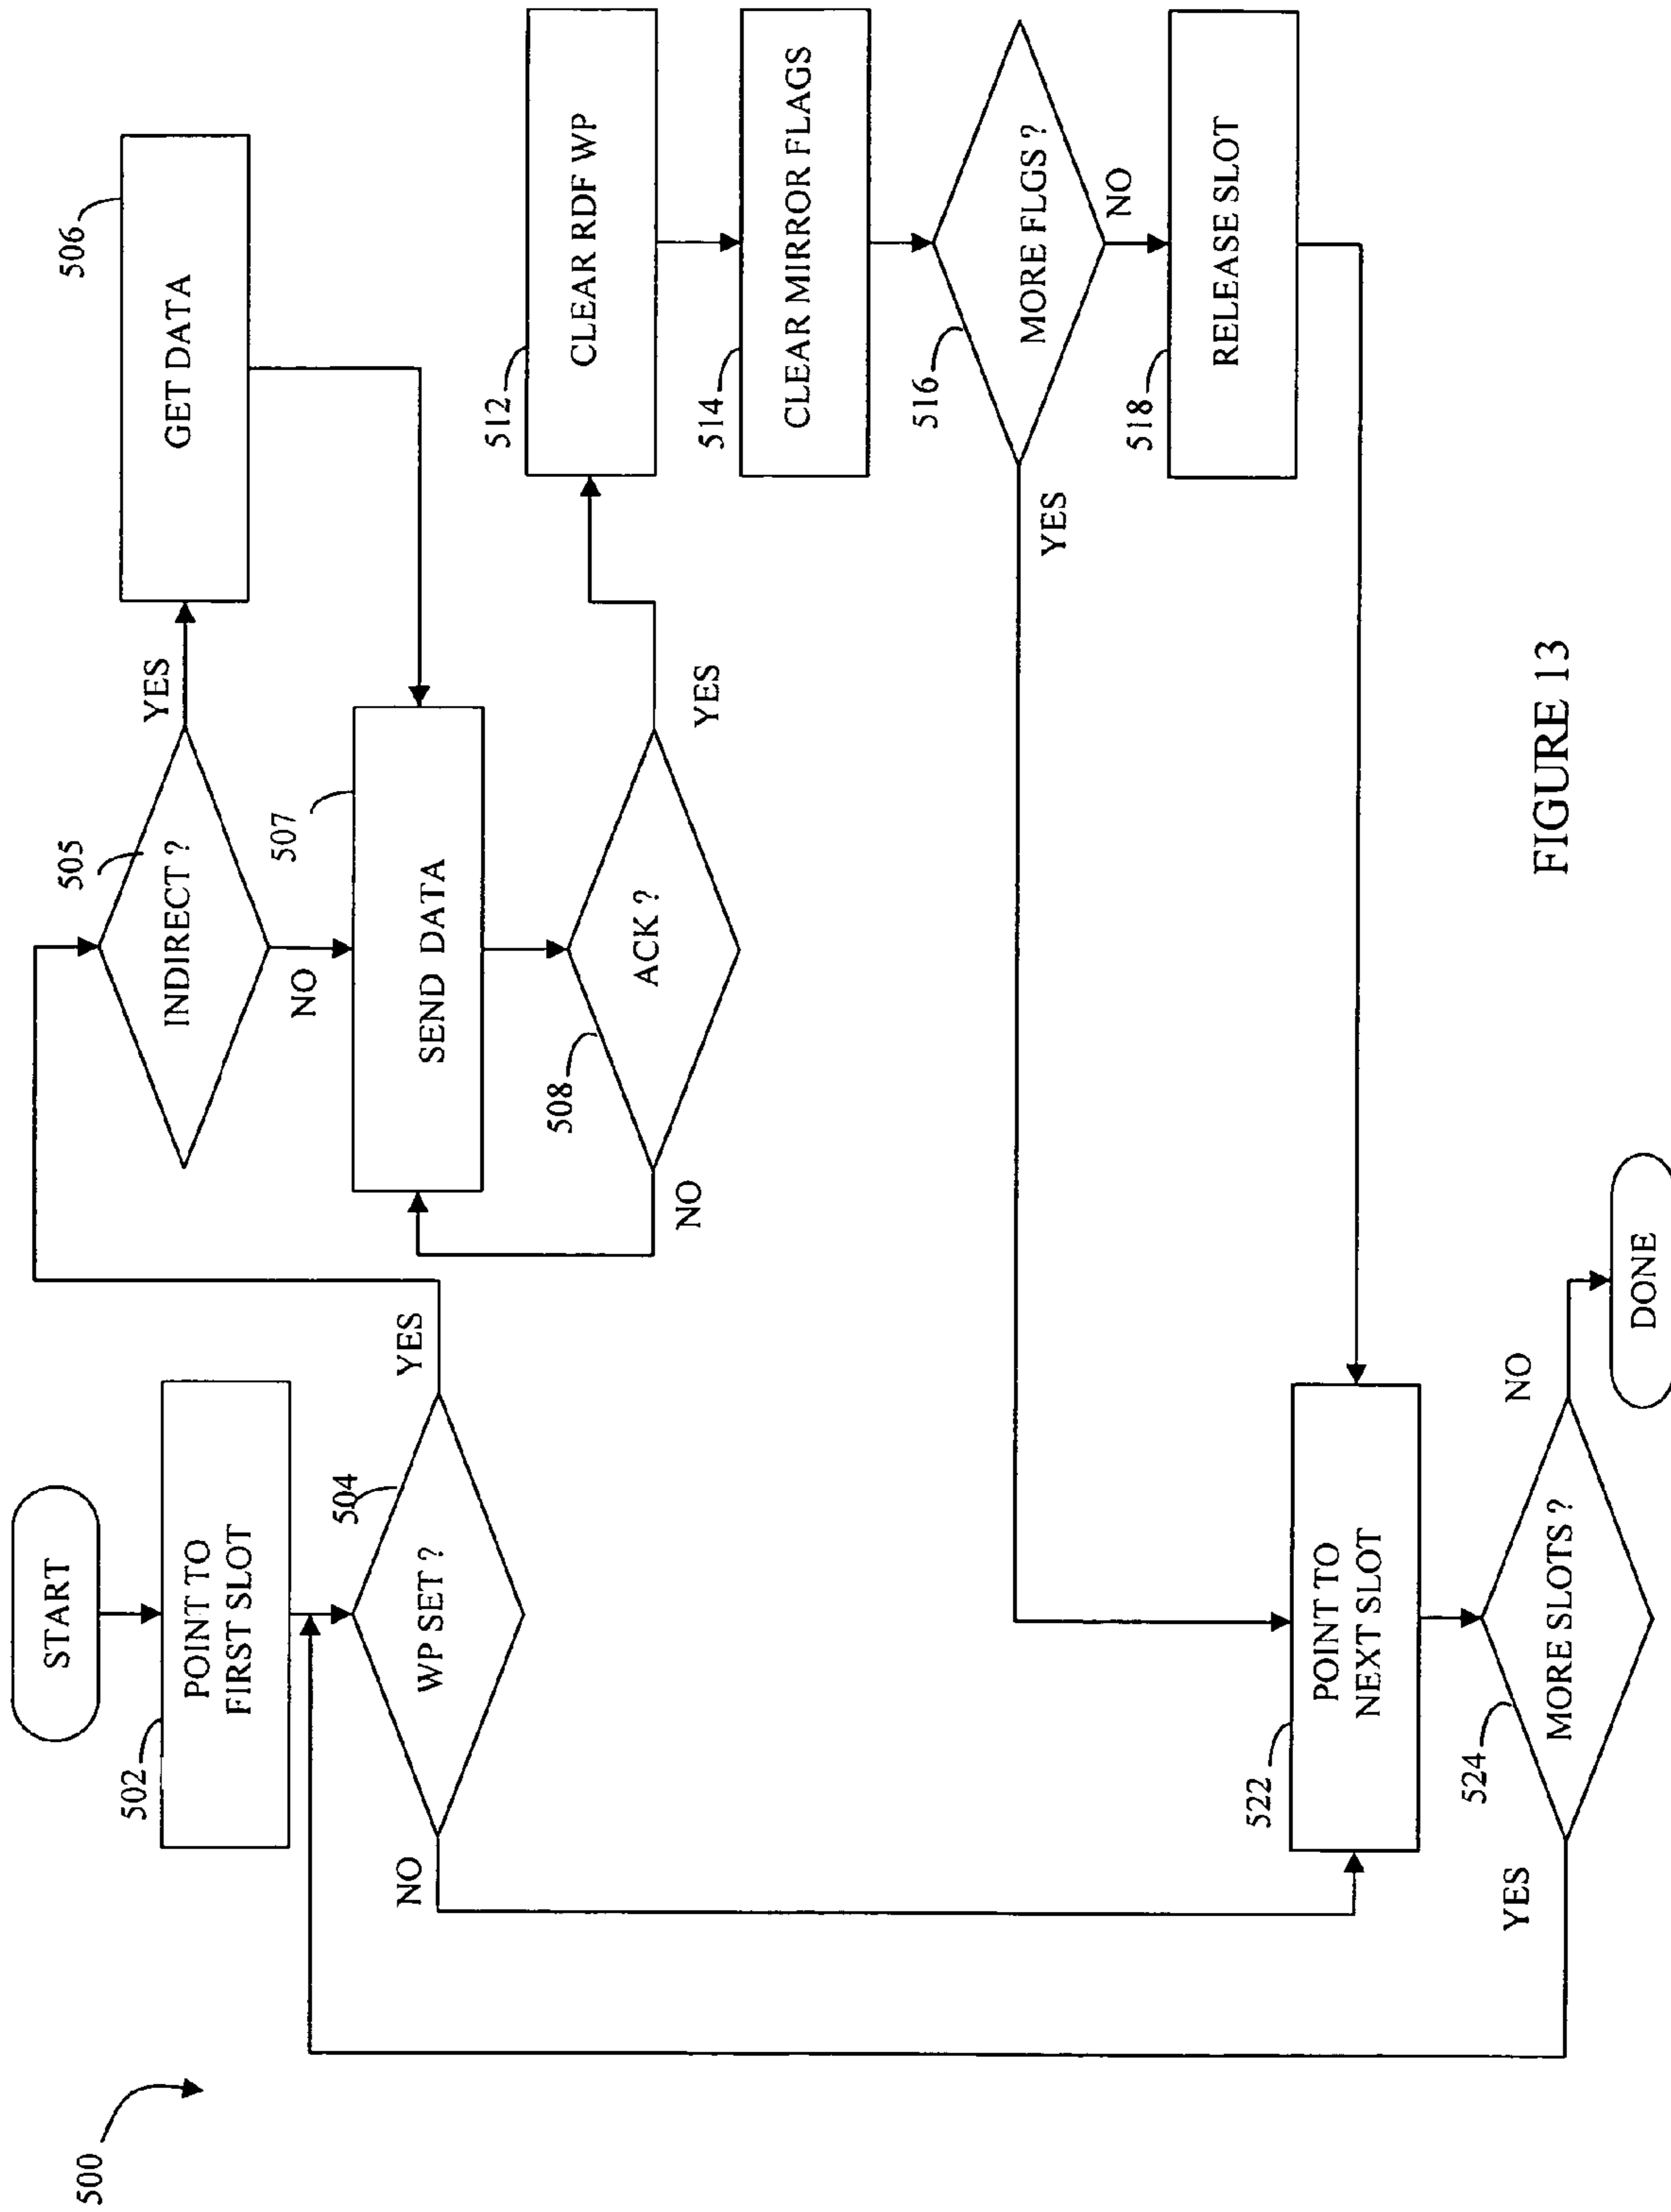 500
START
502
POINT TO
FIRST SLOT
504
WP SET ?
YES
NO
505
INDIRECT ?
YES
NO
506
GET DATA
507
SEND DATA
508
ACK ?
YES
NO
512
CLEAR RDF WP
514
CLEAR MIRROR FLAGS
516
MORE FLGS ?
YES
NO
518
RELEASE SLOT
522
POINT TO
NEXT SLOT
524
MORE SLOTS ?
YES
NO
DONE
FIGURE 13